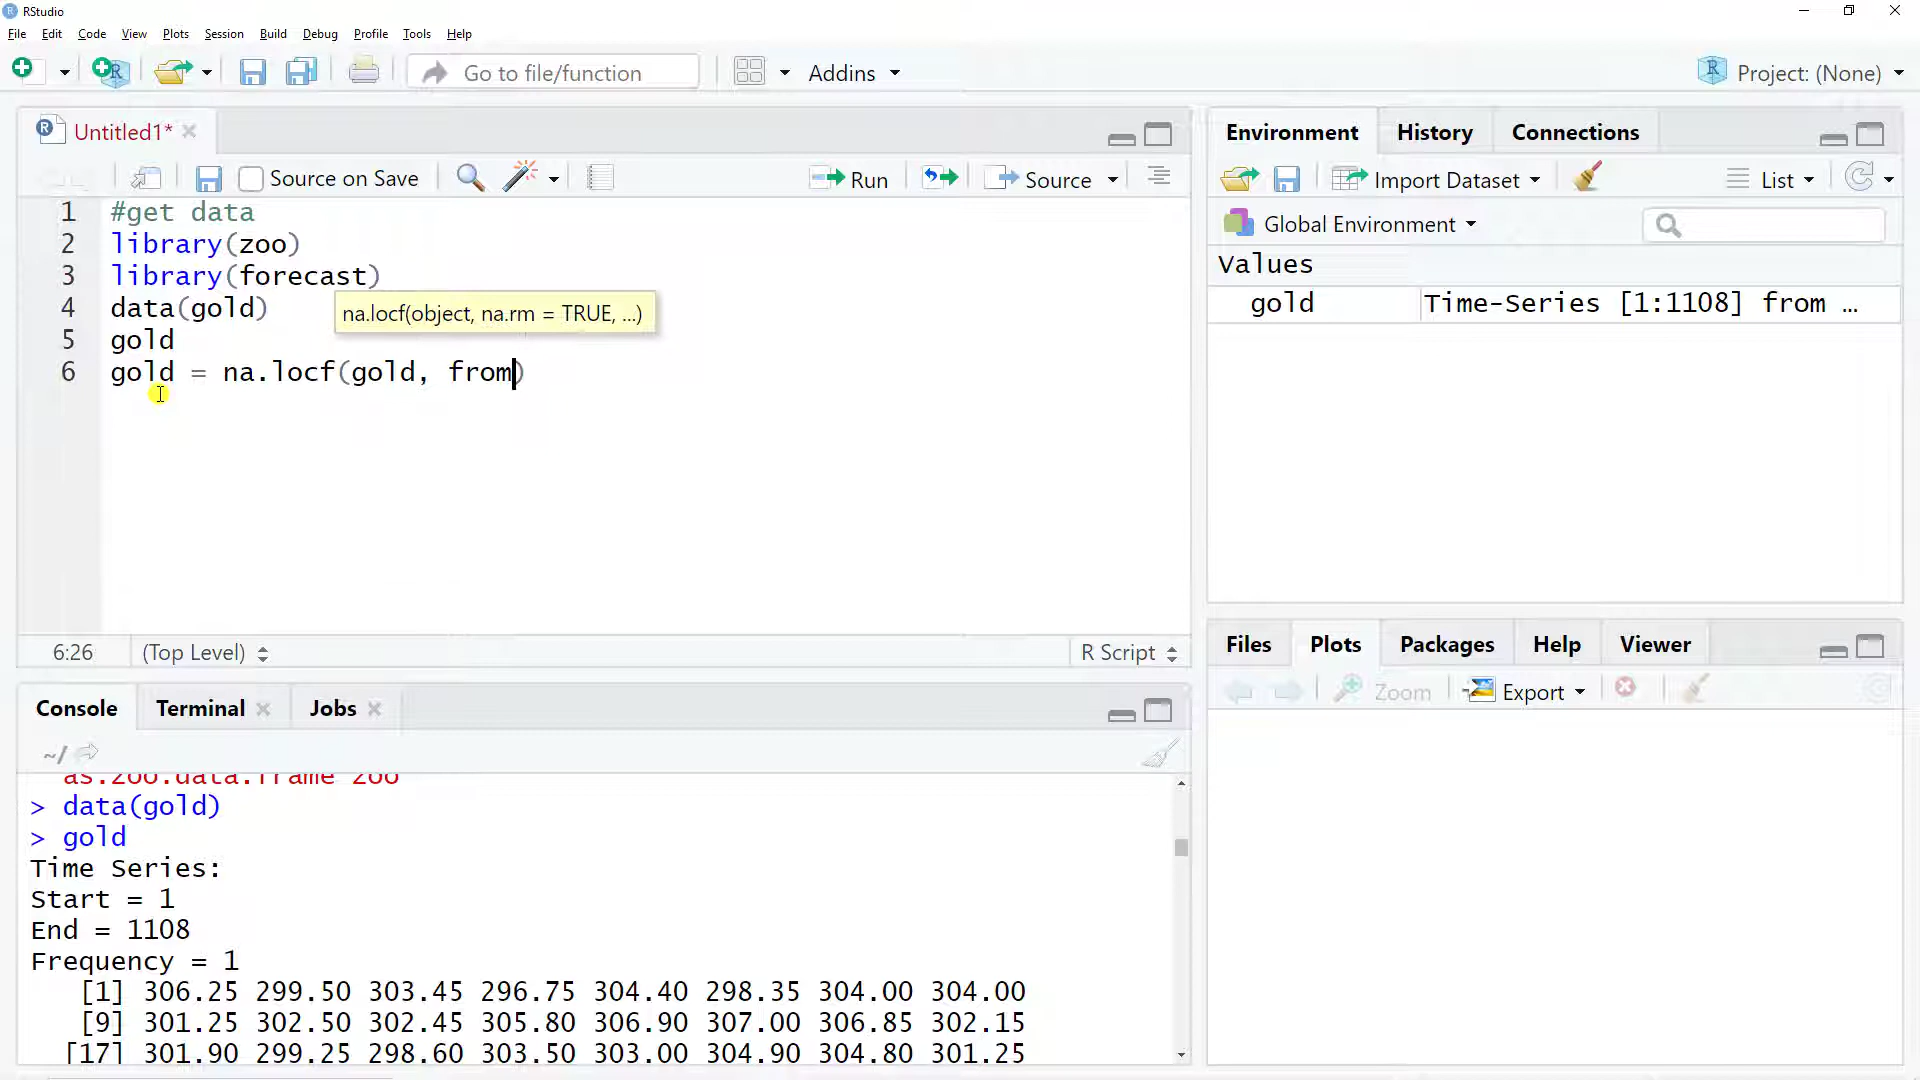 RStudio
File Edit Code View Plots Session Build Debug Profile Tools Help
Go to file/function Addins Project: (None)
Untitled1*
Source on Save Run Source
1 #get data
2 library(zoo)
3 library(forecast)
4 data(gold)
na.locf(object, na.rm = TRUE, ...)
5 gold
6 gold = na.locf(gold, from)
6:26 (Top Level) R Script
Console Terminal Jobs
~/
as.zoo.data.frame zoo
> data(gold)
> gold
Time Series:
Start = 1
End = 1108
Frequency = 1
[1] 306.25 299.50 303.45 296.75 304.40 298.35 304.00 304.00
[9] 301.25 302.50 302.45 305.80 306.90 307.00 306.85 302.15
[17] 301.90 299.25 298.60 303.50 303.00 304.90 304.80 301.25
Environment History Connections
Import Dataset List
Global Environment
Values
gold Time-Series [1:1108] from …
Files Plots Packages Help Viewer
Zoom Export